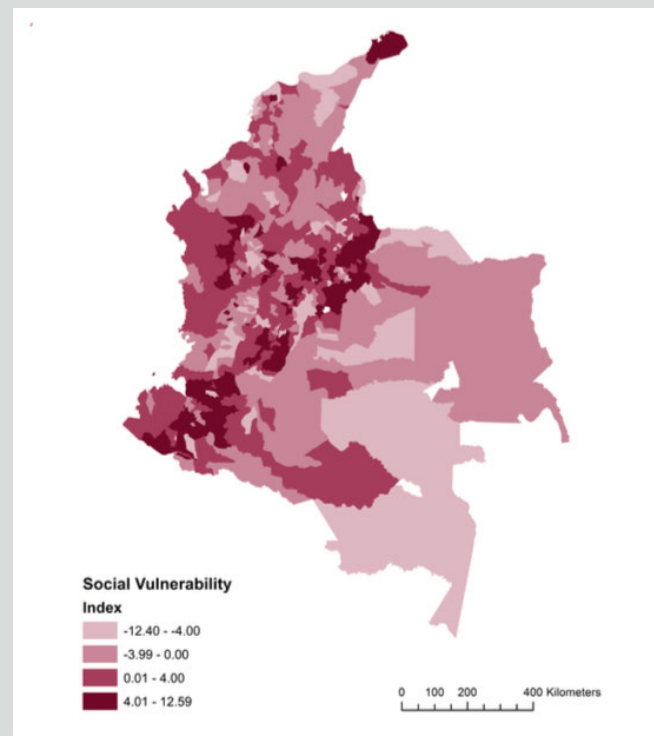 Social Vulnerability
Index
-12.40 - -4.00
-3.99 - 0.00
0.01 - 4.00
4.01 - 12.59
0 100 200 400 Kilometers